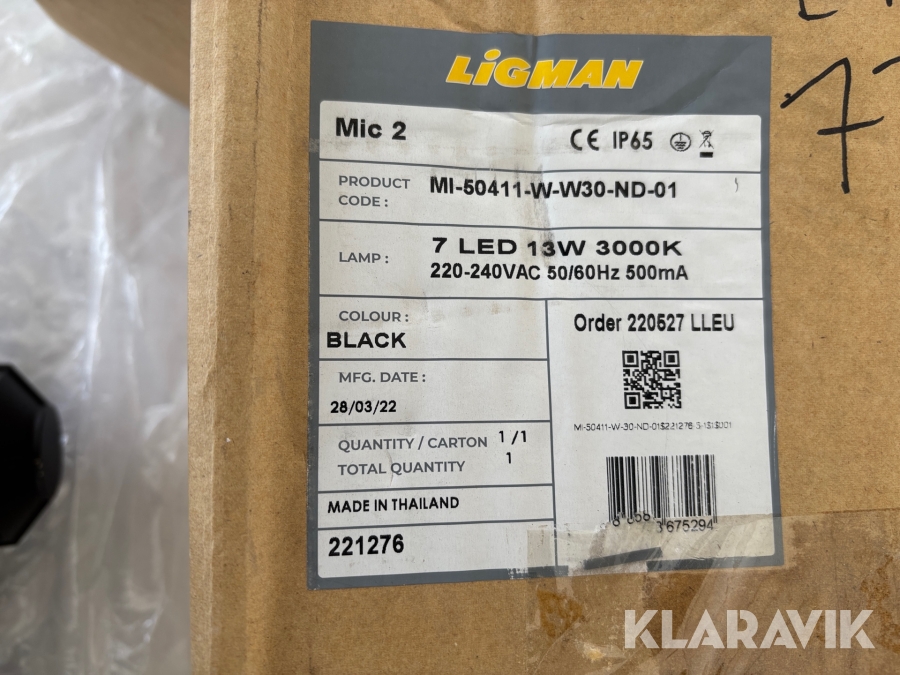 LiGMAN
Mic 2
CE IP65
PRODUCT CODE : MI-50411-W-W30-ND-01
LAMP : 7 LED 13W 3000K
220-240VAC 50/60Hz 500mA
COLOUR :
BLACK
Order 220527 LLEU
MFG. DATE :
28/03/22
QUANTITY / CARTON 1 /1
TOTAL QUANTITY 1
MADE IN THAILAND
3675294
221276
77
KLARAVIK